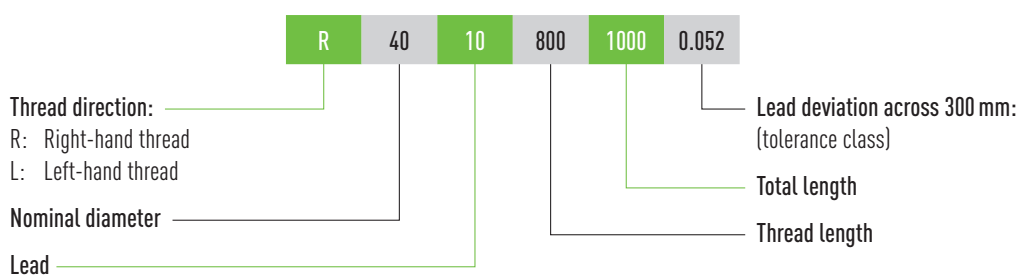 R 40 10 800 1000 0.052
Thread direction:
R: Right-hand thread
L: Left-hand thread
Nominal diameter
Lead
Lead deviation across 300 mm:
(tolerance class)
Total length
Thread length